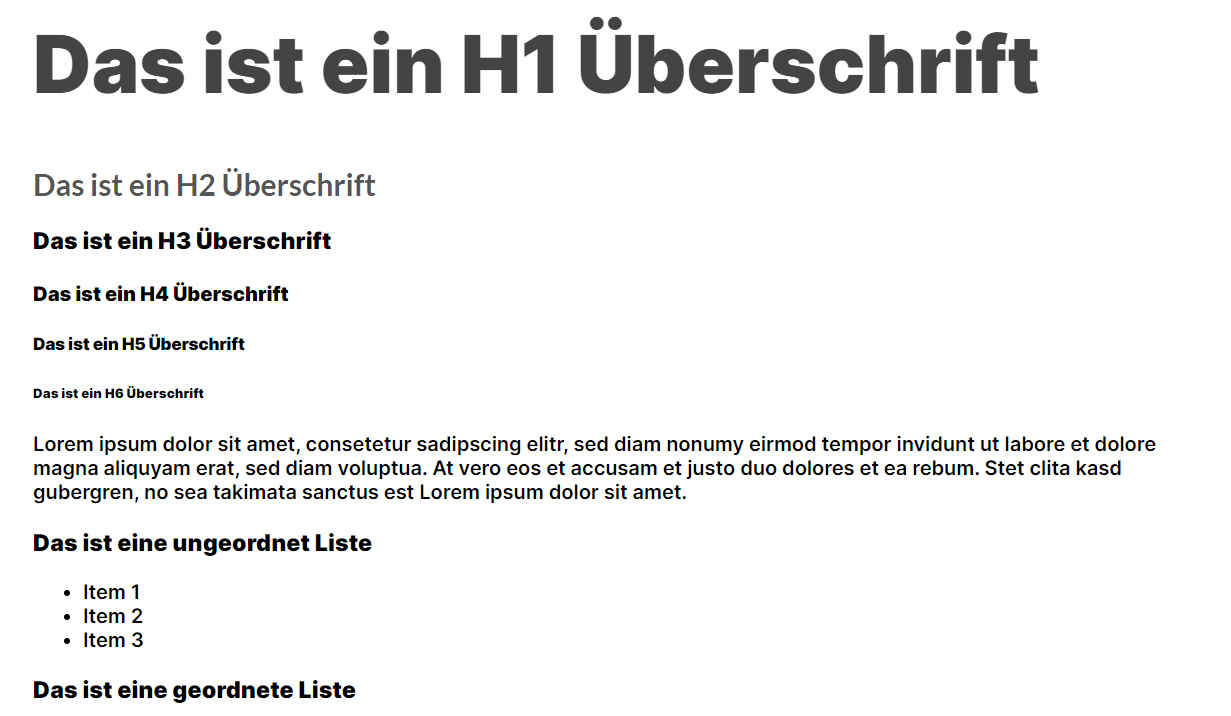 Das ist ein H1 Überschrift
Das ist ein H2 Überschrift
Das ist ein H3 Überschrift
Das ist ein H4 Überschrift
Das ist ein H5 Überschrift
Das ist ein H6 Überschrift
Lorem ipsum dolor sit amet, consetetur sadipscing elitr, sed diam nonumy eirmod tempor invidunt ut labore et dolore
magna aliquyam erat, sed diam voluptua. At vero eos et accusam et justo duo dolores et ea rebum. Stet clita kasd
gubergren, no sea takimata sanctus est Lorem ipsum dolor sit amet.
Das ist eine ungeordnet Liste
• Item 1
• Item 2
• Item 3
Das ist eine geordnete Liste